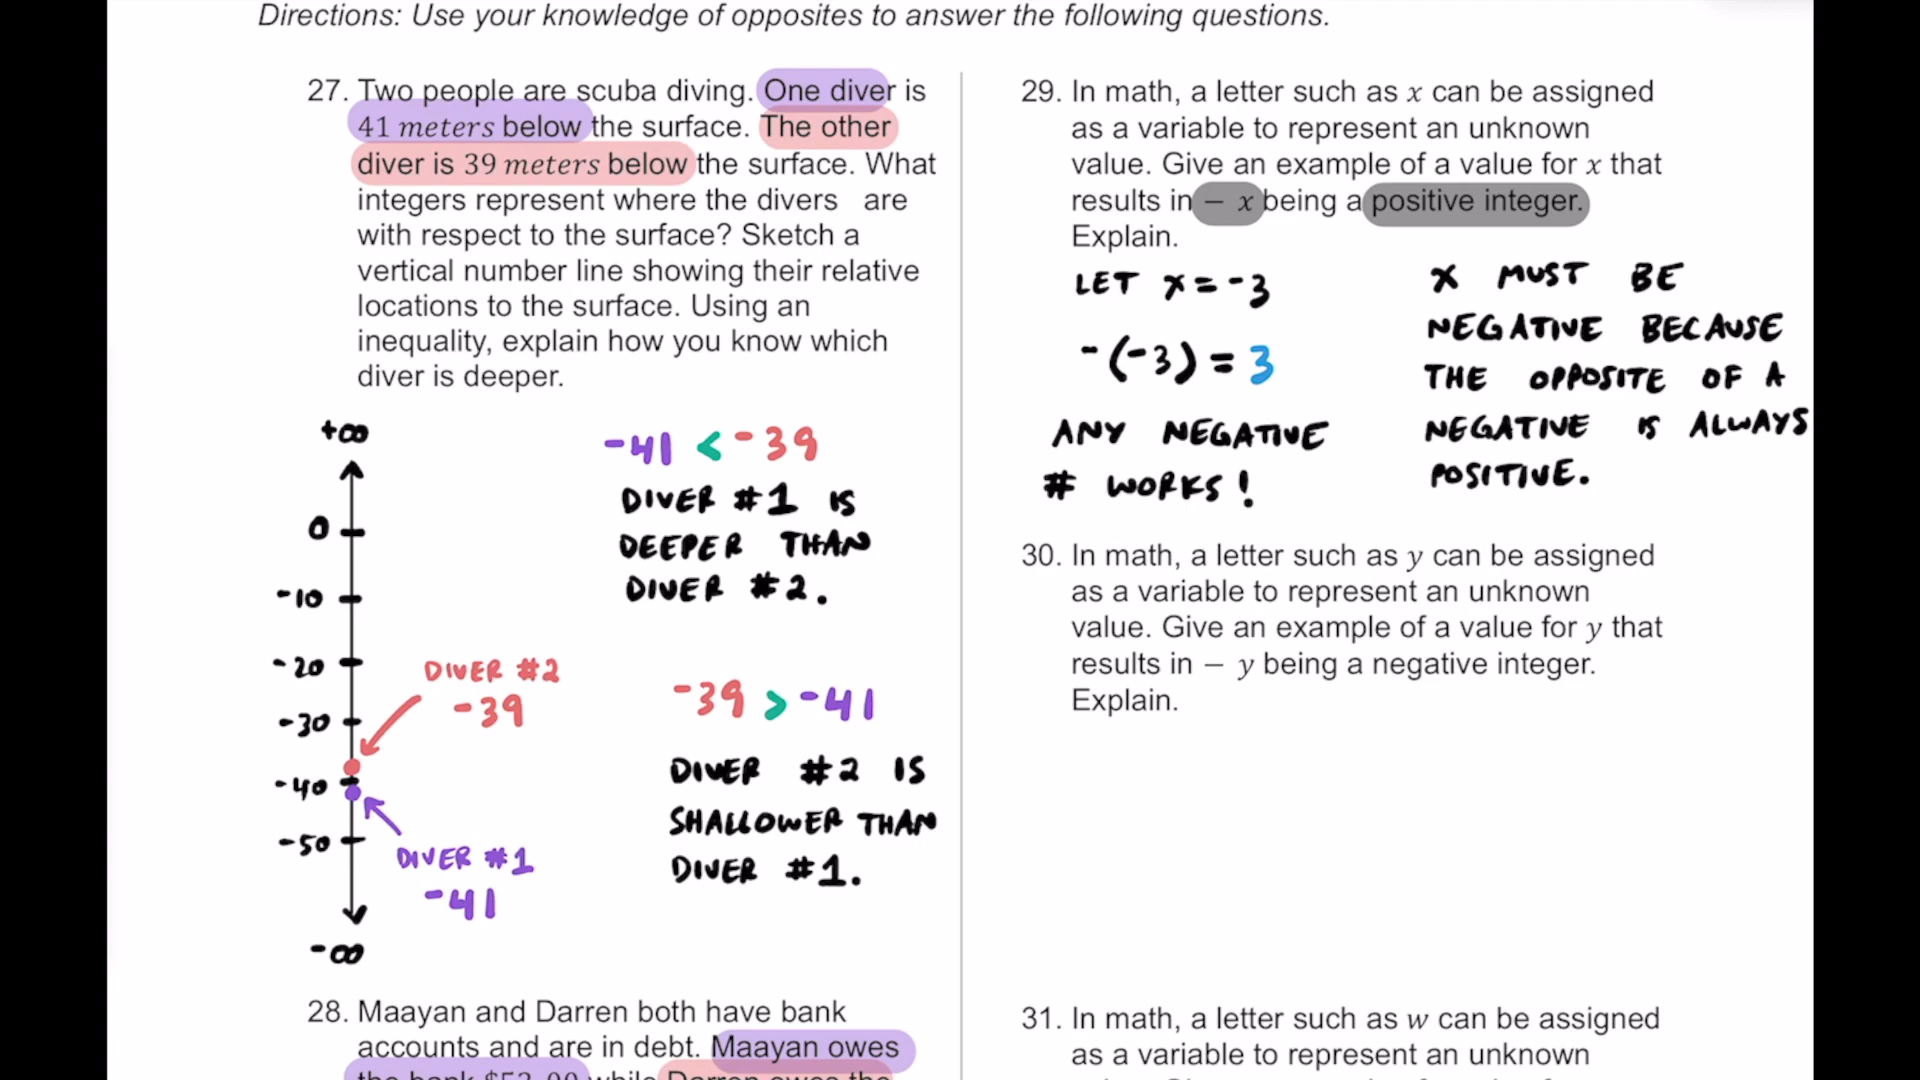 Directions: Use your knowledge of opposites to answer the following questions.
27. Two people are scuba diving. One diver is
41 meters below the surface. The other
diver is 39 meters below the surface. What
integers represent where the divers are
with respect to the surface? Sketch a
vertical number line showing their relative
locations to the surface. Using an
inequality, explain how you know which
diver is deeper.
+∞
0
-10
-20
-30
-40
-50
-∞
DIVER #2
-39
DIVER #1
-41
-41 < -39
DIVER #1 IS
DEEPER THAN
DIVER #2.
-39 > -41
DIVER #2 IS
SHALLOWER THAN
DIVER #1.
28. Maayan and Darren both have bank
accounts and are in debt. Maayan owes
the bank $53.00 while Darren owes the
29. In math, a letter such as x can be assigned
as a variable to represent an unknown
value. Give an example of a value for x that
results in − x being a positive integer.
Explain.
LET x = -3
-(-3) = 3
ANY NEGATIVE
# WORKS!
X MUST BE
NEGATIVE BECAUSE
THE OPPOSITE OF A
NEGATIVE IS ALWAYS
POSITIVE.
30. In math, a letter such as y can be assigned
as a variable to represent an unknown
value. Give an example of a value for y that
results in − y being a negative integer.
Explain.
31. In math, a letter such as w can be assigned
as a variable to represent an unknown